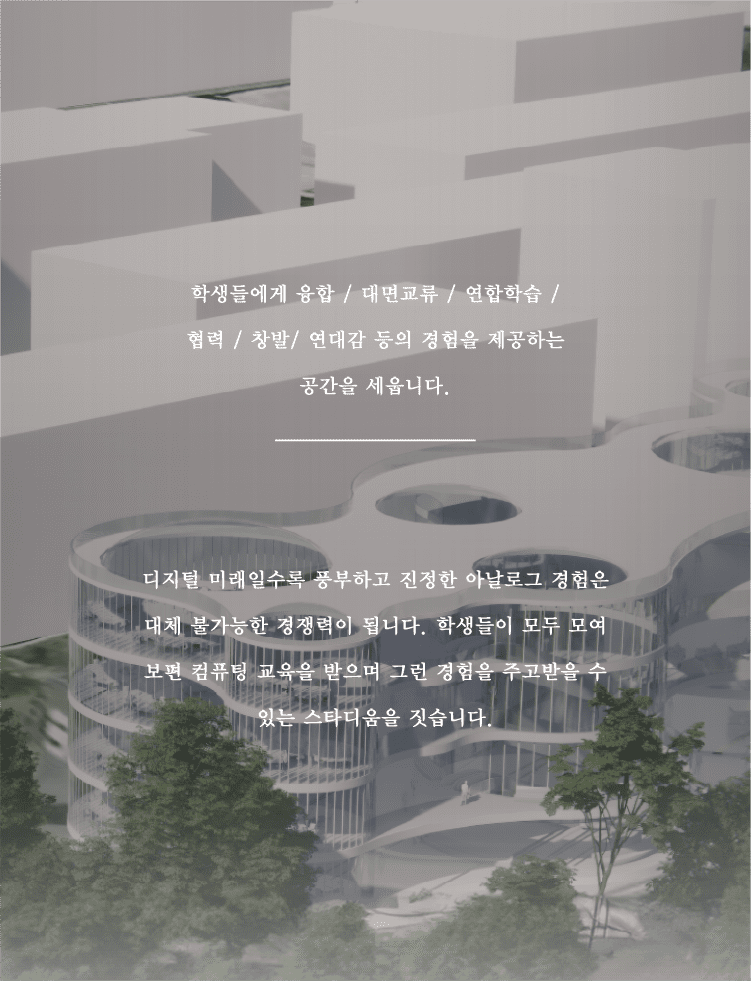 학생들에게 융합 / 대면교류 / 연합학습 /
협력 / 창발/ 연대감 등의 경험을 제공하는
공간을 세웁니다.
디지털 미래일수록 풍부하고 진정한 아날로그 경험은
대체 불가능한 경쟁력이 됩니다. 학생들이 모두 모여
보편 컴퓨팅 교육을 받으며 그런 경험을 주고받을 수
있는 스타디움을 짓습니다.